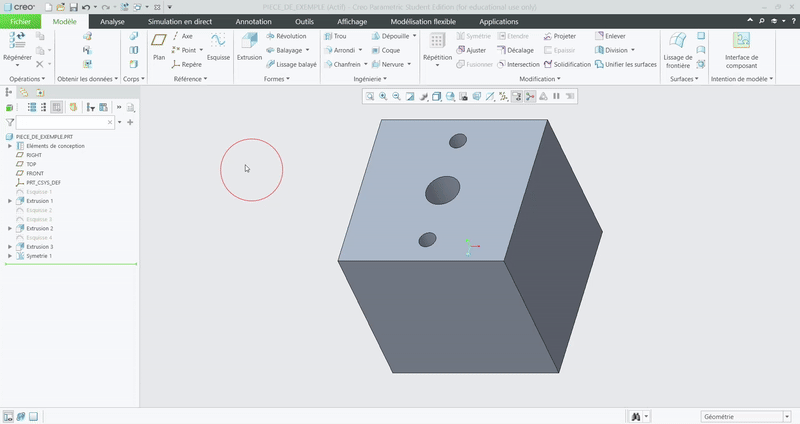 creo PIECE_DE_EXEMPLE (Actif) - Creo Parametric Student Edition (for educational use only)
Fichier Modèle Analyse Simulation en direct Annotation Outils Affichage Modélisation flexible Applications
Régénérer
Opérations
Obtenir les données
Corps
Plan
Axe
Point
Repère
Esquisse
Référence
Extrusion
Révolution
Balayage
Lissage balayé
Formes
Trou
Arrondi
Chanfrein
Dépouille
Coque
Nervure
Ingénierie
Répétition
Symétrie
Ajuster
Fusionner
Etendre
Décalage
Intersection
Projeter
Epaissir
Solidification
Enlever
Division
Unifier les surfaces
Modification
Lissage de
frontière
Surfaces
Interface de
composant
Intention de modèle
PIECE_DE_EXEMPLE.PRT
Eléments de conception
RIGHT
TOP
FRONT
PRT_CSYS_DEF
Esquisse 1
Extrusion 1
Esquisse 2
Esquisse 3
Extrusion 2
Esquisse 4
Extrusion 3
Symetrie 1
Géométrie